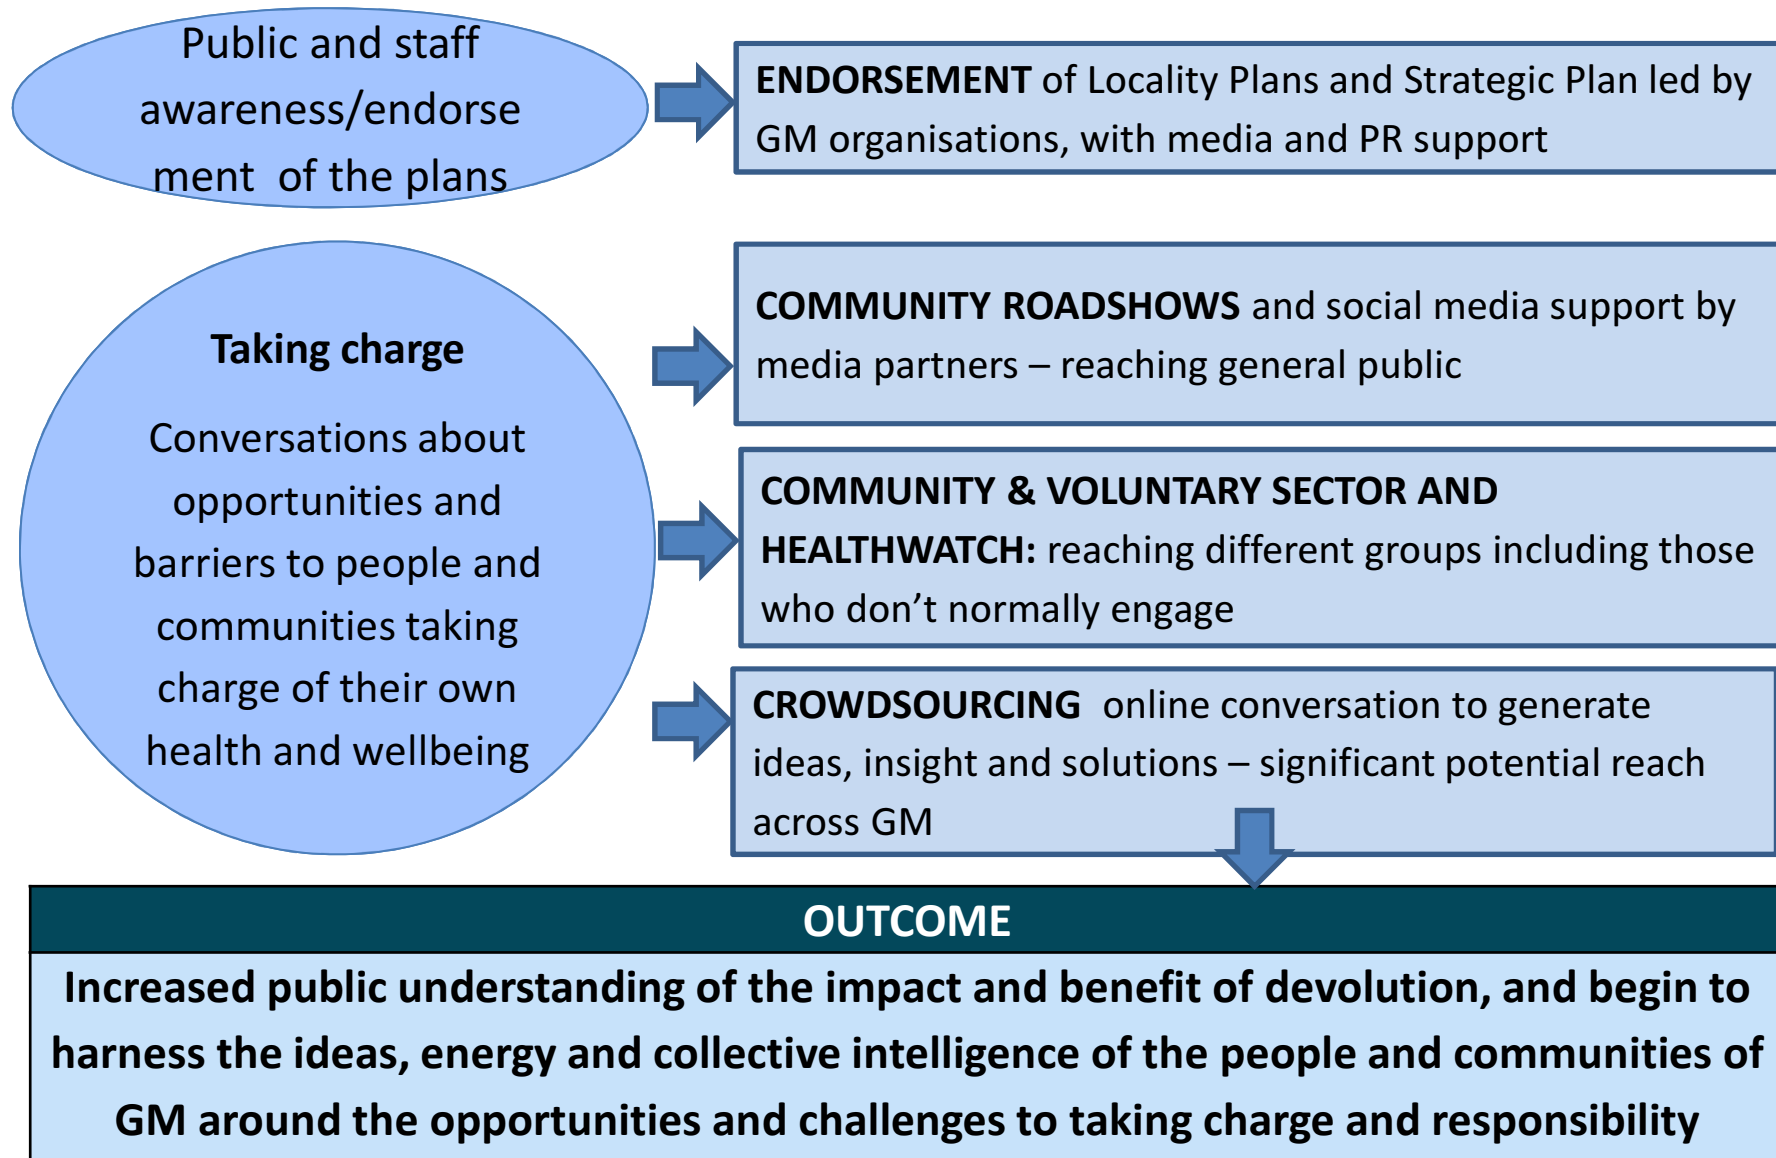 Public and staff
awareness/endorse
ment of the plans
ENDORSEMENT of Locality Plans and Strategic Plan led by
GM organisations, with media and PR support
Taking charge
Conversations about
opportunities and
barriers to people and
communities taking
charge of their own
health and wellbeing
COMMUNITY ROADSHOWS and social media support by
media partners – reaching general public
COMMUNITY & VOLUNTARY SECTOR AND
HEALTHWATCH: reaching different groups including those
who don’t normally engage
CROWDSOURCING online conversation to generate
ideas, insight and solutions – significant potential reach
across GM
OUTCOME
Increased public understanding of the impact and benefit of devolution, and begin to
harness the ideas, energy and collective intelligence of the people and communities of
GM around the opportunities and challenges to taking charge and responsibility